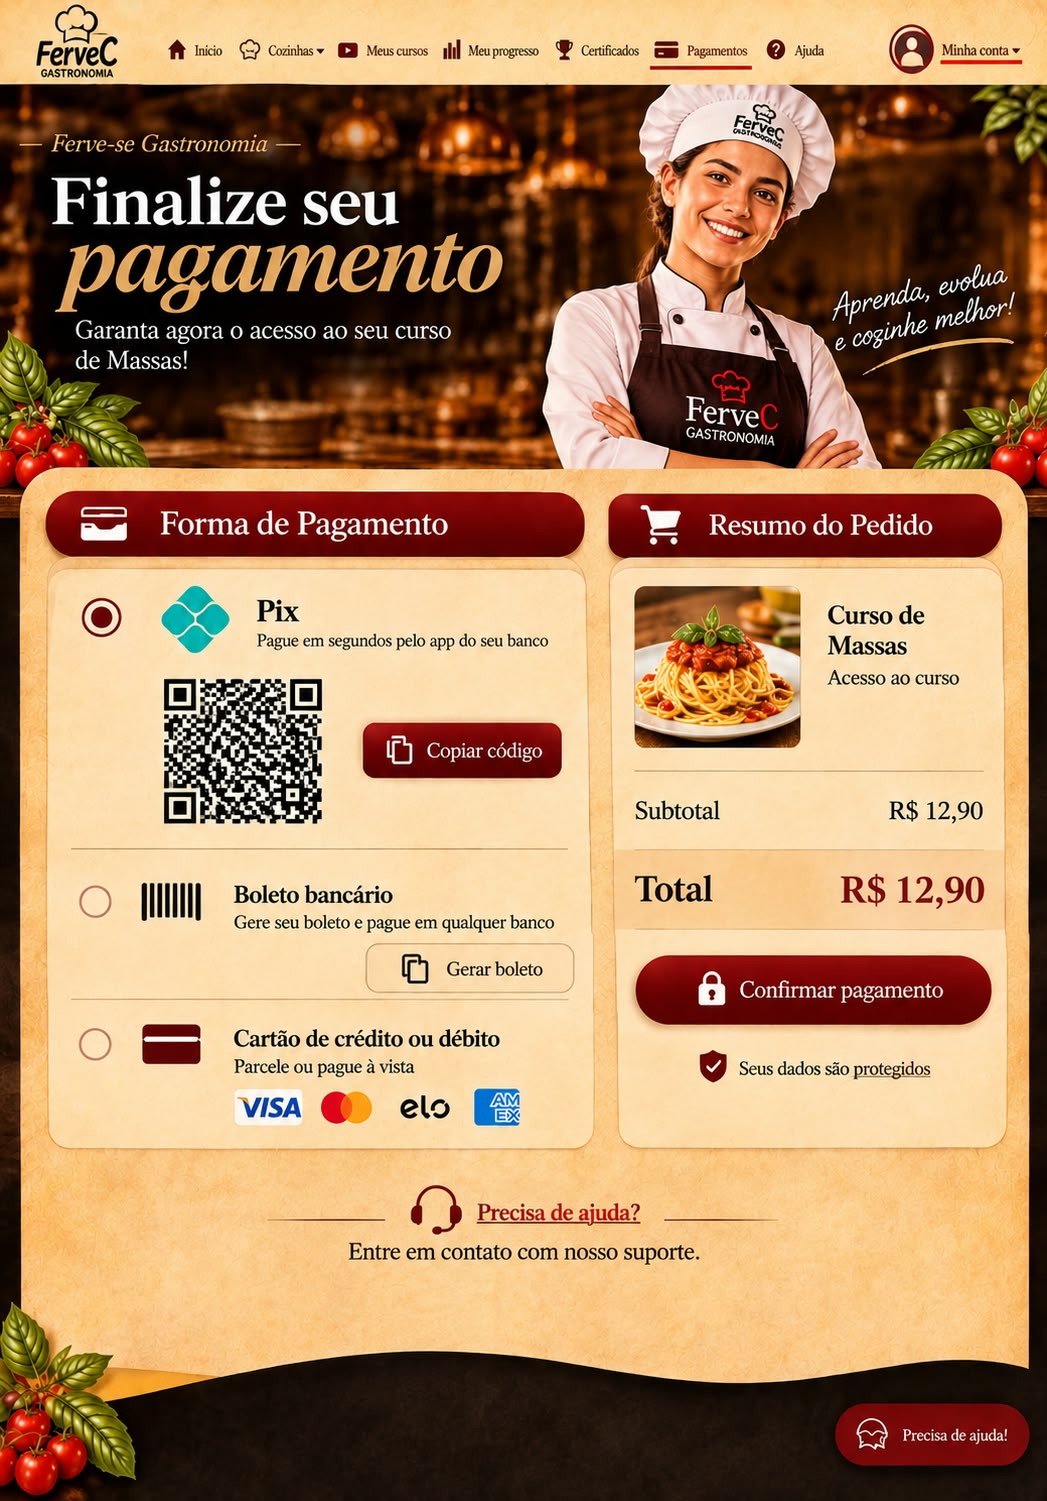 FerveC
GASTRONOMIA
Início
Cozinhas
Meus cursos
Meu progresso
Certificados
Pagamentos
Ajuda
Minha conta
Ferve-se Gastronomia
Finalize seu
pagamento
Garanta agora o acesso ao seu curso
de Massas!
FerveC
GASTRONOMIA
Aprenda, evolua
e cozinhe melhor!
FerveC
GASTRONOMIA
Forma de Pagamento
Pix
Pague em segundos pelo app do seu banco
Copiar código
Boleto bancário
Gere seu boleto e pague em qualquer banco
Gerar boleto
Cartão de crédito ou débito
Parcele ou pague à vista
VISA
elo
AM
EX
Resumo do Pedido
Curso de
Massas
Acesso ao curso
Subtotal R$ 12,90
Total R$ 12,90
Confirmar pagamento
Seus dados são protegidos
Precisa de ajuda?
Entre em contato com nosso suporte.
Precisa de ajuda!